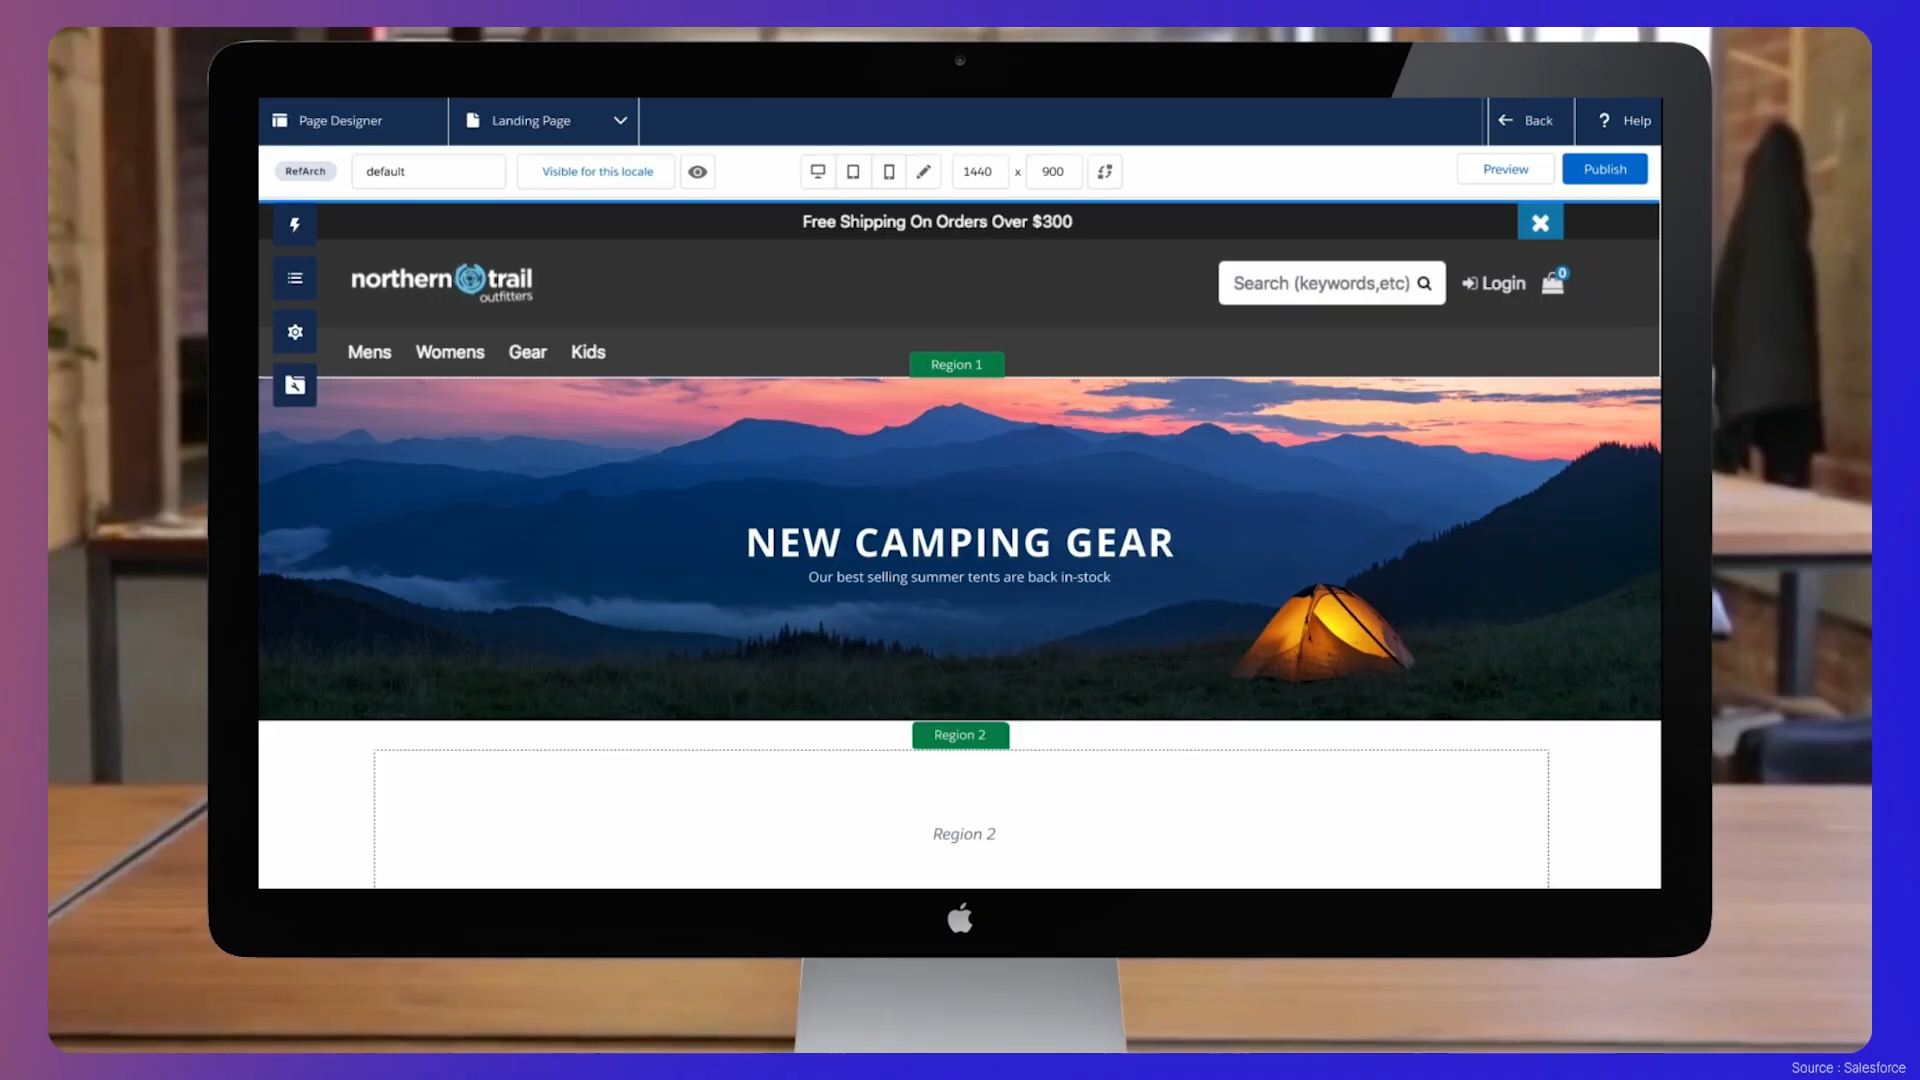 Page Designer
Landing Page
Back
? Help
RefArch
default
Visible for this locale
1440 x 900
Preview
Publish
Free Shipping On Orders Over $300
northern trail
outfitters
Search (keywords,etc)
Login
0
Mens Womens Gear Kids
Region 1
NEW CAMPING GEAR
Our best selling summer tents are back in-stock
Region 2
Region 2
Source : Salesforce